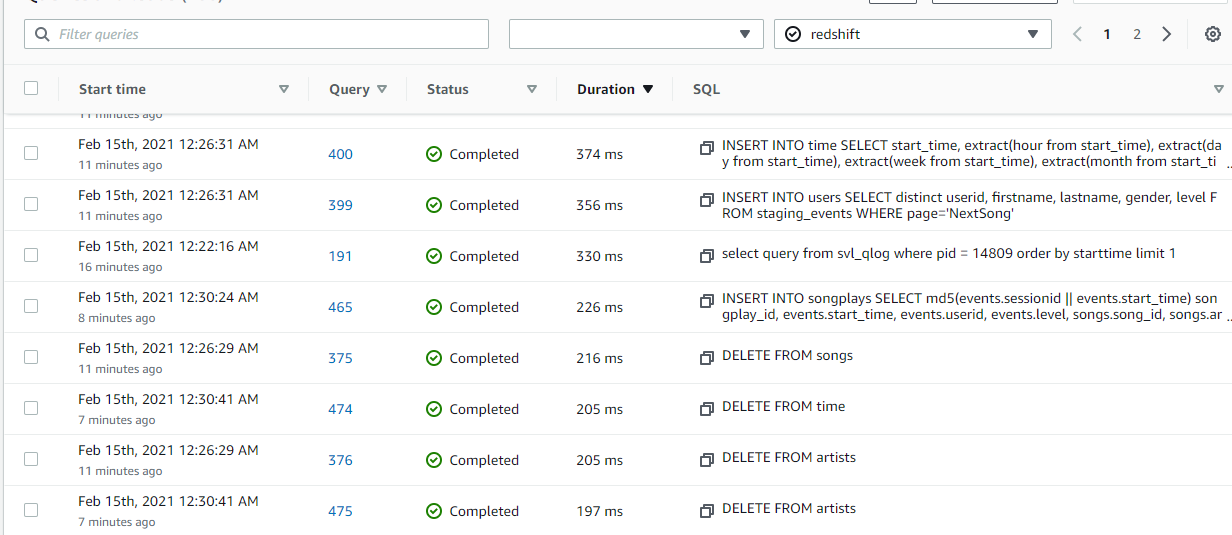 Filter queries
redshift
1 2
Start time Query Status Duration SQL
11 minutes ago
Feb 15th, 2021 12:26:31 AM
11 minutes ago
400 Completed 374 ms
INSERT INTO time SELECT start_time, extract(hour from start_time), extract(da
y from start_time), extract(week from start_time), extract(month from start_ti ...
Feb 15th, 2021 12:26:31 AM
11 minutes ago
399 Completed 356 ms
INSERT INTO users SELECT distinct userid, firstname, lastname, gender, level F
ROM staging_events WHERE page='NextSong'
Feb 15th, 2021 12:22:16 AM
16 minutes ago
191 Completed 330 ms
select query from svl_qlog where pid = 14809 order by starttime limit 1
Feb 15th, 2021 12:30:24 AM
8 minutes ago
465 Completed 226 ms
INSERT INTO songplays SELECT md5(events.sessionid || events.start_time) son
gplay_id, events.start_time, events.userid, events.level, songs.song_id, songs.ar ...
Feb 15th, 2021 12:26:29 AM
11 minutes ago
375 Completed 216 ms
DELETE FROM songs
Feb 15th, 2021 12:30:41 AM
7 minutes ago
474 Completed 205 ms
DELETE FROM time
Feb 15th, 2021 12:26:29 AM
11 minutes ago
376 Completed 205 ms
DELETE FROM artists
Feb 15th, 2021 12:30:41 AM
7 minutes ago
475 Completed 197 ms
DELETE FROM artists